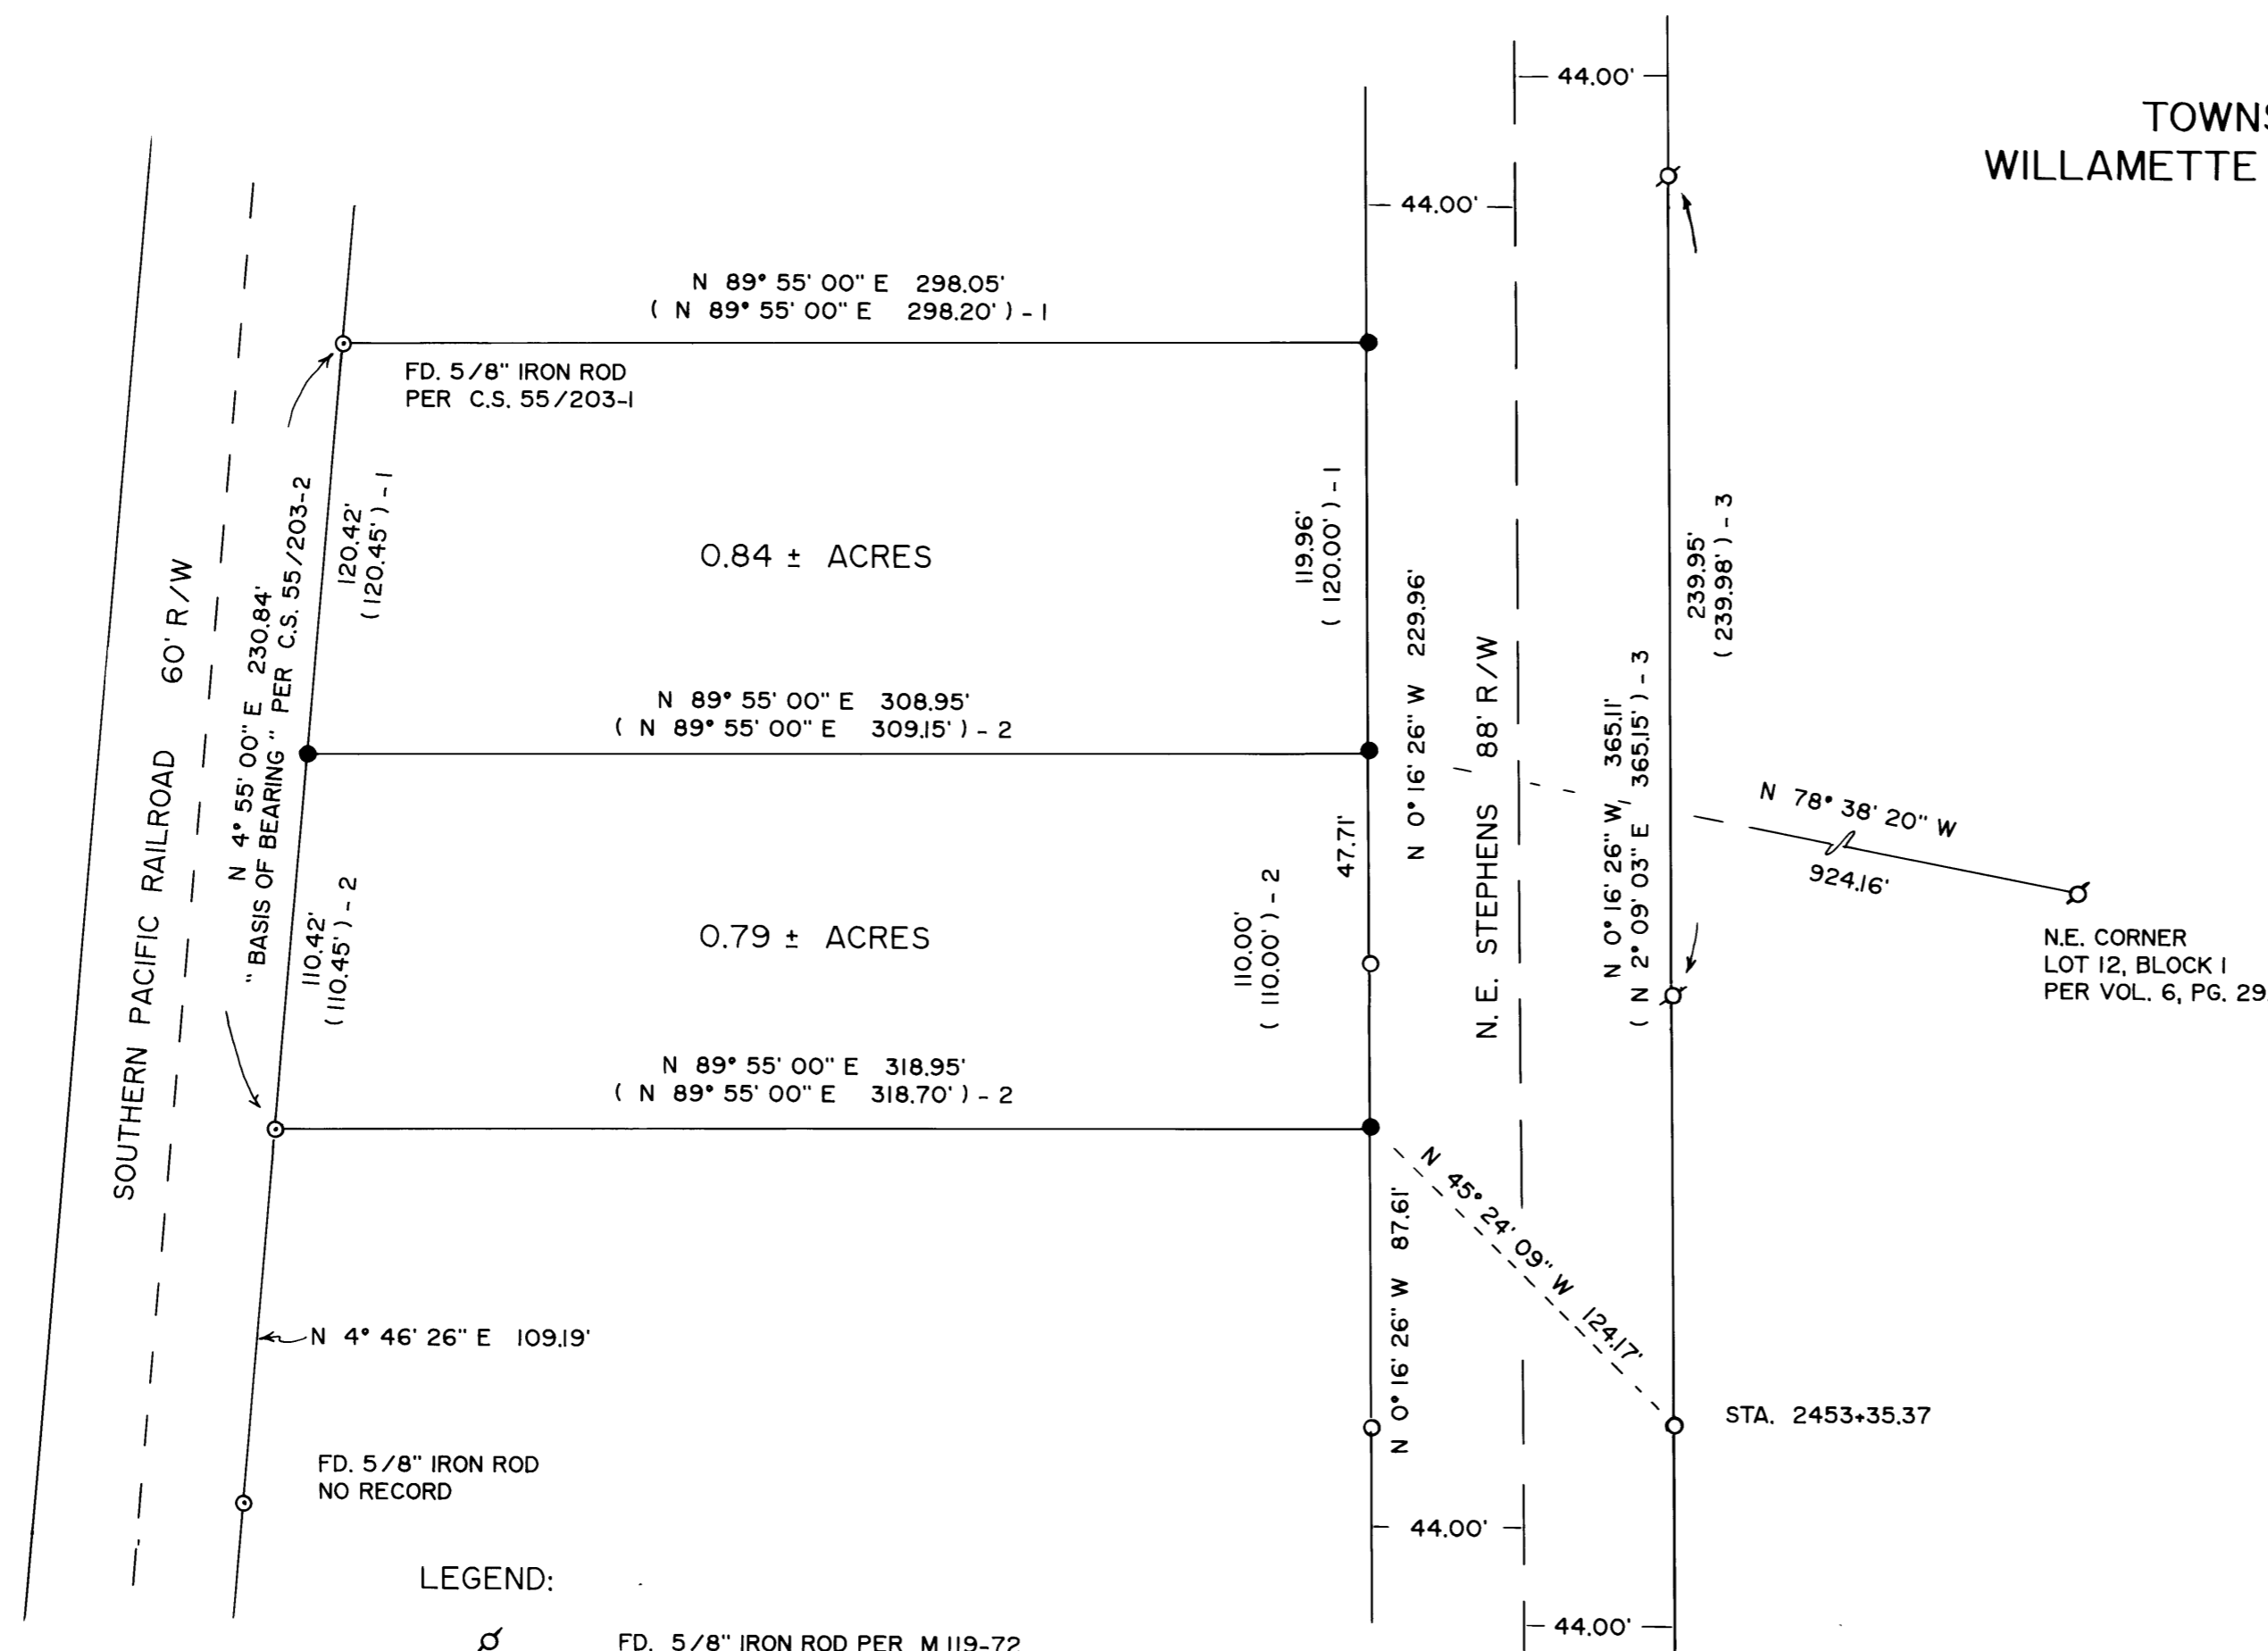 44.00'
TOWNS
WILLAMETTE
44.00'
N 89° 55' 00" E 298.05'
( N 89° 55' 00" E 298.20' ) - 1
FD. 5/8" IRON ROD
PER C.S. 55/203-1
SOUTHERN PACIFIC RAILROAD 60' R/W
N 4° 55' 00" E 230.84'
" BASIS OF BEARING " PER C.S. 55/203-2
120.42'
( 120.45' ) - 1
0.84 ± ACRES
119.96'
( 120.00' ) - 1
N 0° 16' 26" W 229.96'
N. E. STEPHENS 88' R/W
239.95'
( 239.98' ) - 3
N 0° 16' 26" W 365.11'
( N 2° 09' 03" E 365.15' ) - 3
N 89° 55' 00" E 308.95'
( N 89° 55' 00" E 309.15' ) - 2
N 78° 38' 20" W
924.16'
N.E. CORNER
LOT 12, BLOCK 1
PER VOL. 6, PG. 29
47.71'
110.42'
( 110.45' ) - 2
0.79 ± ACRES
110.00'
( 110.00' ) - 2
N 89° 55' 00" E 318.95'
( N 89° 55' 00" E 318.70' ) - 2
N 45° 24' 09" W 124.17'
N 0° 16' 26" W 87.61'
N 4° 46' 26" E 109.19'
STA. 2453+35.37
FD. 5/8" IRON ROD
NO RECORD
44.00'
LEGEND:
44.00'
FD. 5/8" IRON ROD PER M 119-72